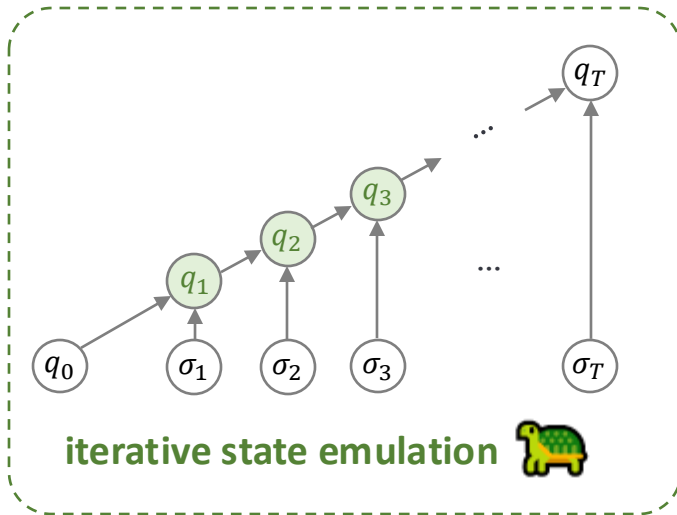 q_T
...
q_3
q_2
...
q_1
q_0 σ_1 σ_2 σ_3 σ_T
iterative state emulation